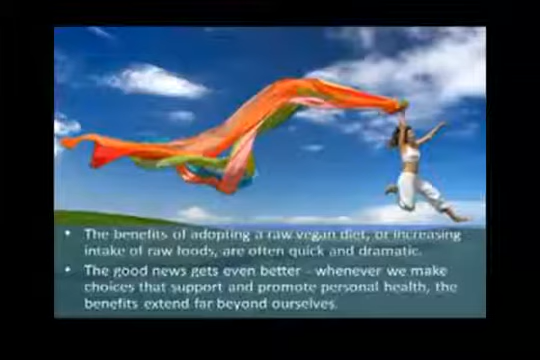 • The benefits of adopting a raw vegan diet, or increasing
intake of raw foods, are often quick and dramatic.
• The good news gets even better - whenever we make
choices that support and promote personal health, the
benefits extend far beyond ourselves.